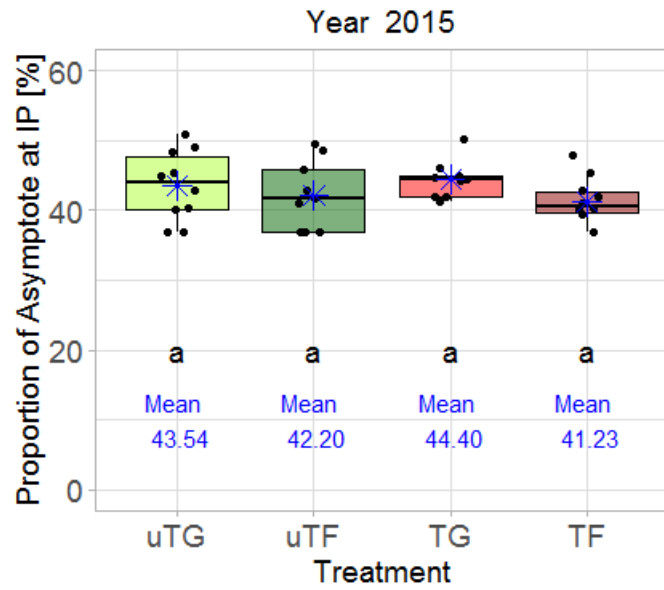 Year 2015
Proportion of Asymptote at IP [%]
60
40
20
0
a a a a
Mean Mean Mean Mean
43.54 42.20 44.40 41.23
uTG uTF TG TF
Treatment